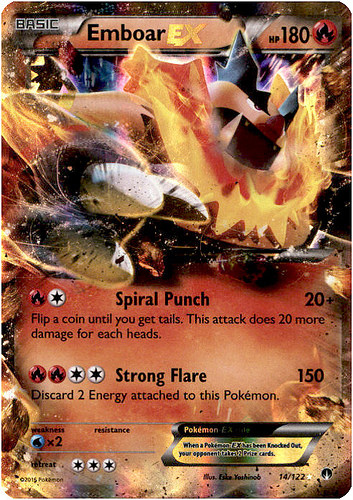 BASIC
Emboar EX
HP 180
Spiral Punch 20+
Flip a coin until you get tails. This attack does 20 more
damage for each heads.
Strong Flare 150
Discard 2 Energy attached to this Pokémon.
weakness resistance
×2
Pokémon-EX rule
When a Pokémon-EX has been Knocked Out,
your opponent takes 2 Prize cards.
retreat
©2016 Pokémon
Illus. Eske Yoshinob
14/122